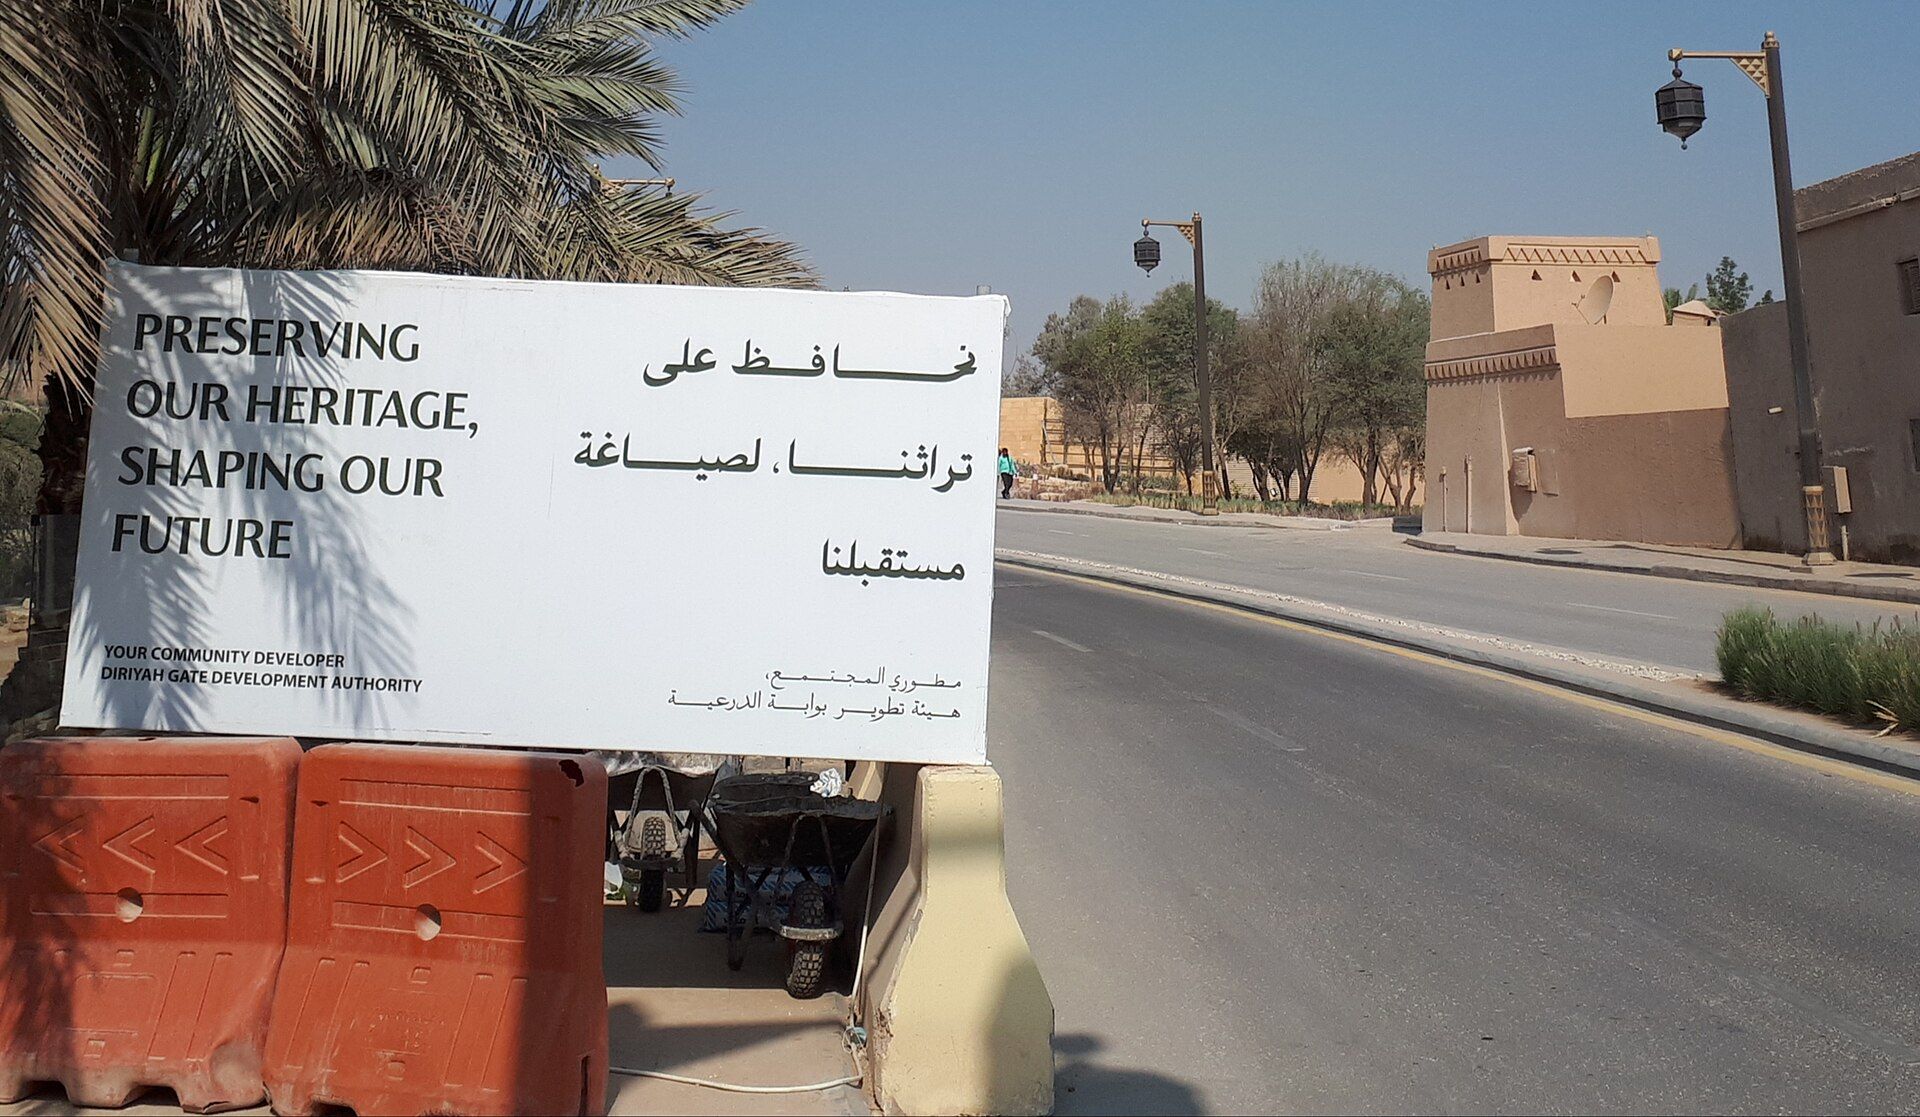 PRESERVING
OUR HERITAGE,
SHAPING OUR
FUTURE
YOUR COMMUNITY DEVELOPER
DIRIYAH GATE DEVELOPMENT AUTHORITY
نحافظ على
تراثنا، لصياغة
مستقبلنا
مطوري المجتمع،
هيئة تطوير بوابة الدرعية